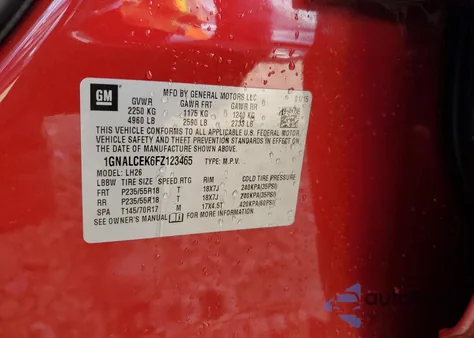 GM
MFD BY GENERAL MOTORS LLC
GVWR GAWR FRT GAWR RR
2250 KG 1175 KG 1240 KG
4960 LB 2590 LB 2733 LB
THIS VEHICLE CONFORMS TO ALL APPLICABLE U.S. FEDERAL MOTOR
VEHICLE SAFETY, BUMPER, AND THEFT PREVENTION STANDARDS
IN EFFECT ON THE DATE OF MANUFACTURE SHOWN ABOVE.
1GNALCEK6FZ123465 TYPE: M.P.V.
MODEL: LH26
LBBW TIRE SIZE SPEED RTG RIM COLD TIRE PRESSURE
FRT P235/55R18 T 18X7J 240KPA(35PSI)
RR P235/55R18 T 18X7J 240KPA(35PSI)
SPA T145/70R17 M 17X4.5T 420KPA(60PSI)
SEE OWNER'S MANUAL FOR MORE INFORMATION.